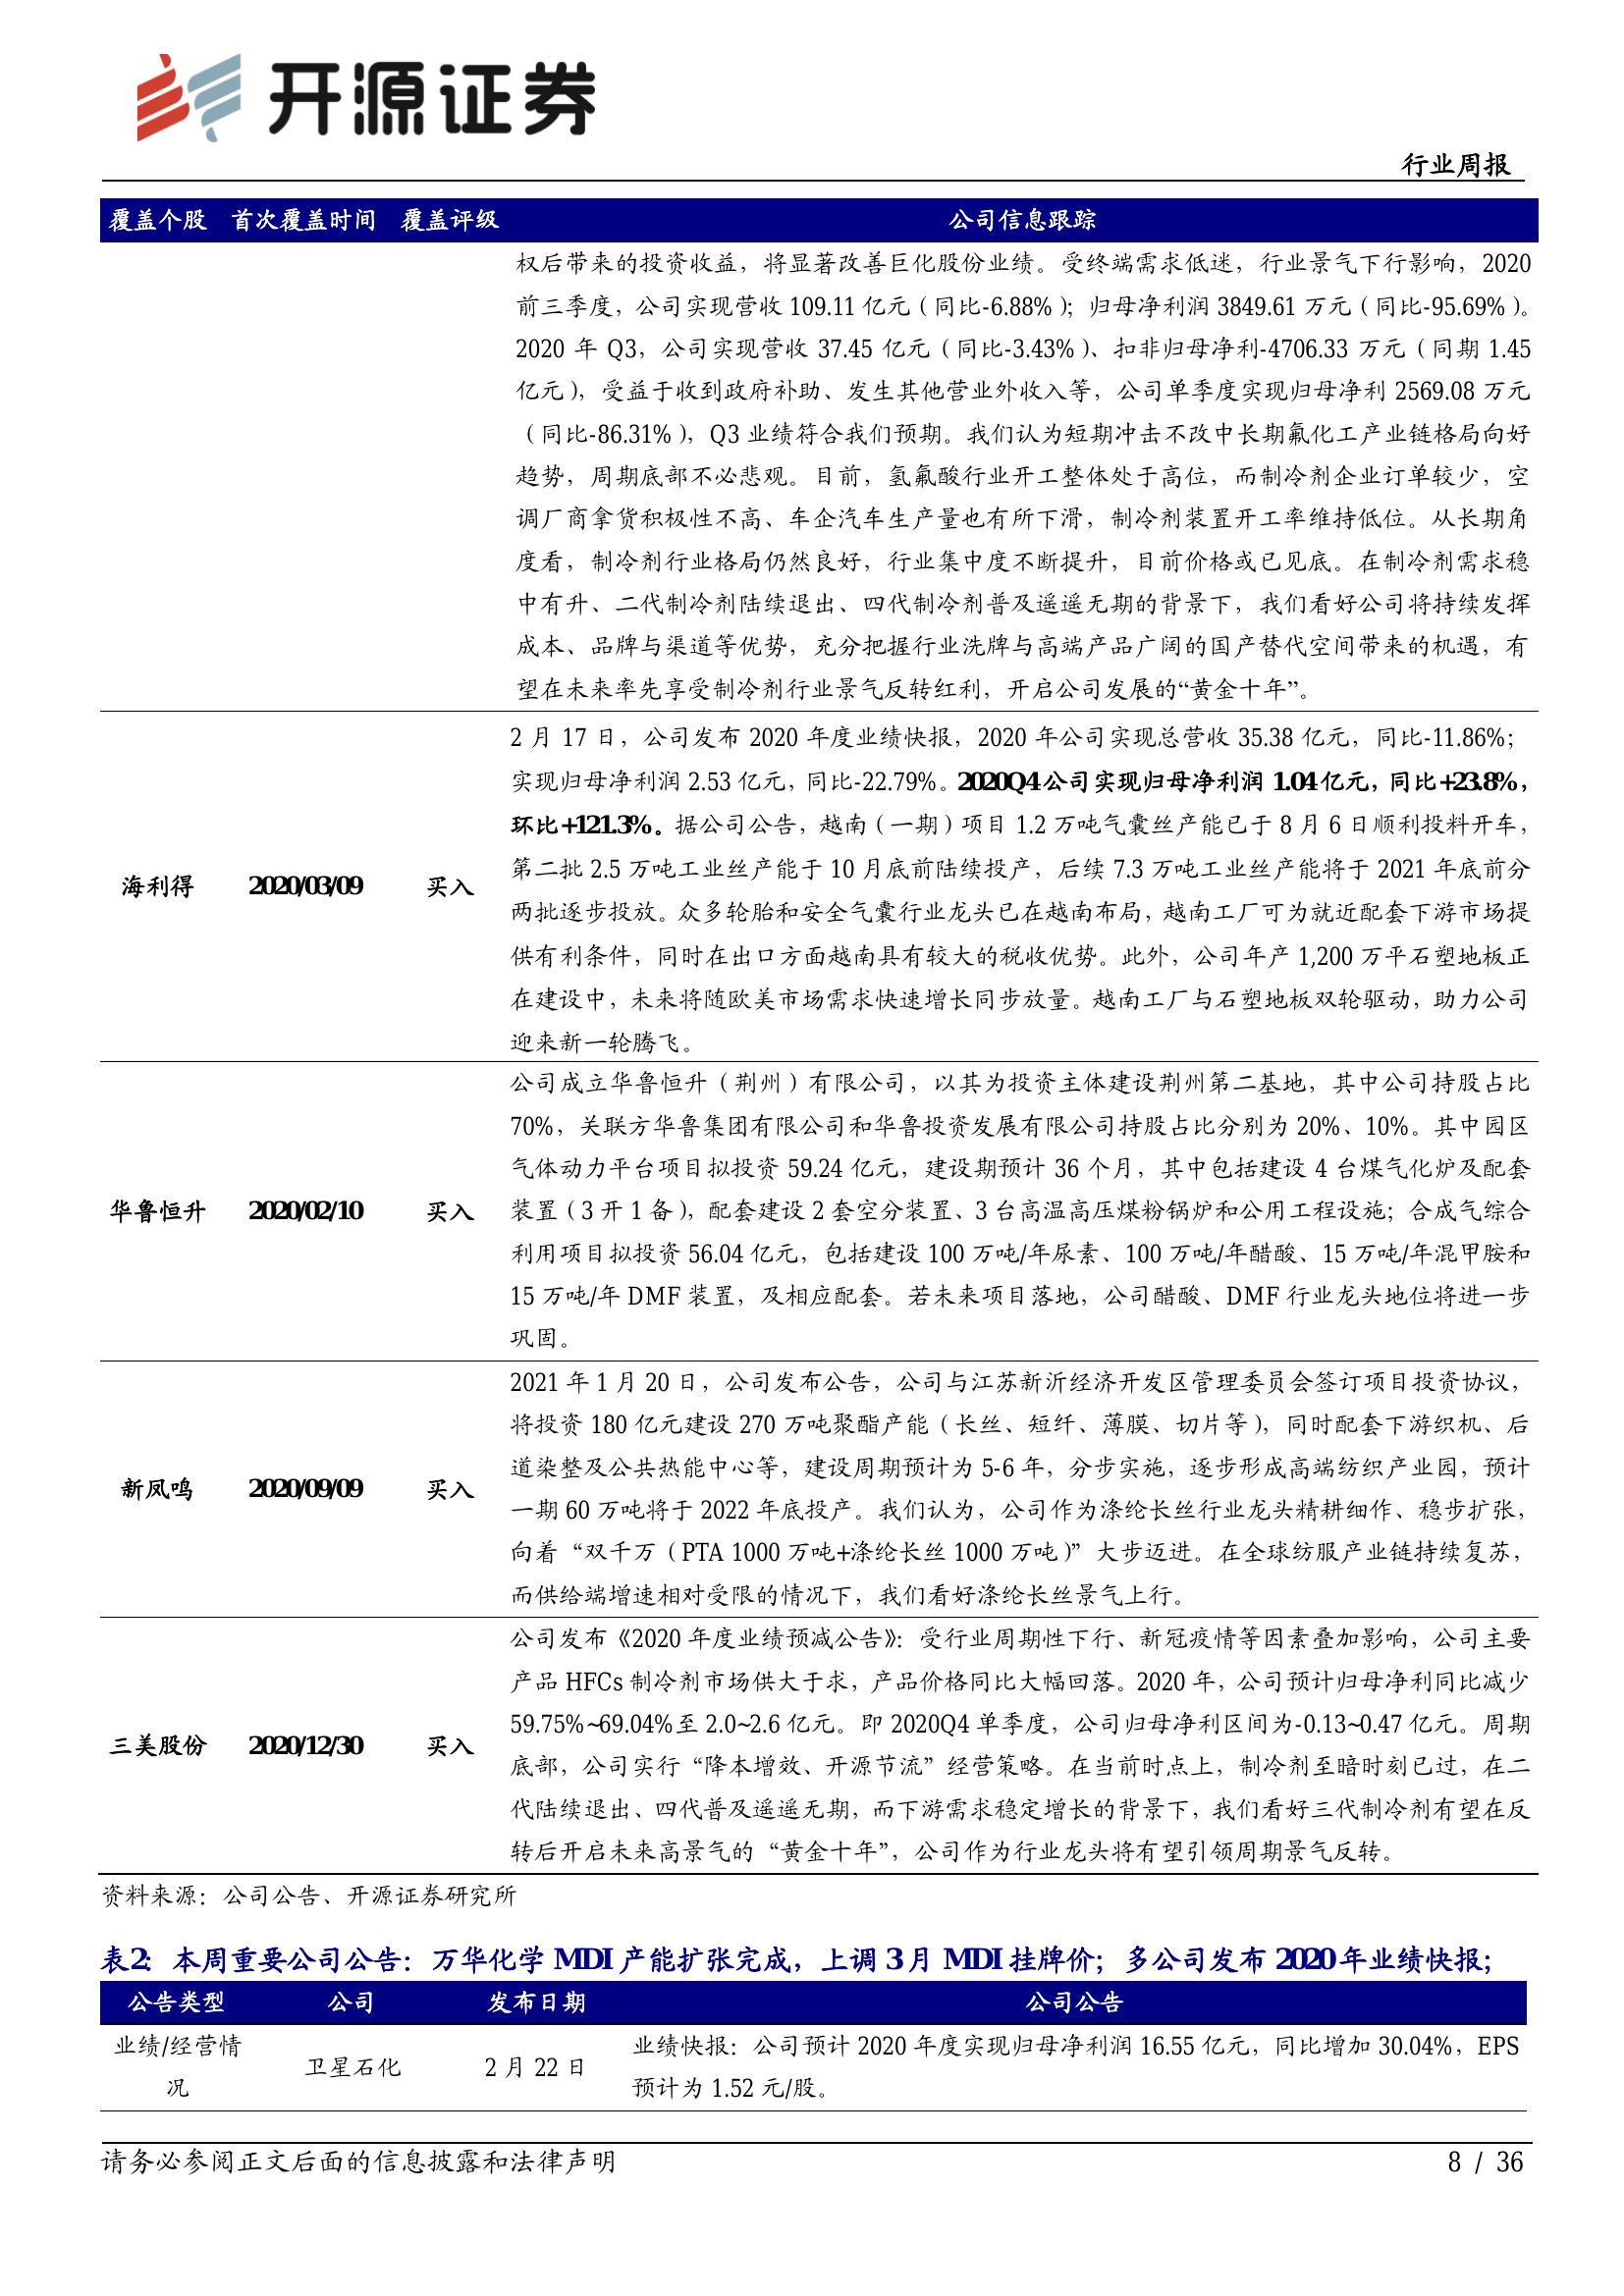 开源证券
行业周报
覆盖个股 首次覆盖时间 覆盖评级 公司信息跟踪
权后带来的投资收益，将显著改善巨化股份业绩。受终端需求低迷，行业景气下行影响，2020
前三季度，公司实现营收 109.11 亿元（同比-6.88%）；归母净利润 3849.61 万元（同比-95.69%）。
2020 年 Q3，公司实现营收 37.45 亿元（同比-3.43%）、扣非归母净利-4706.33 万元（同期 1.45
亿元），受益于收到政府补助、发生其他营业外收入等，公司单季度实现归母净利 2569.08 万元
（同比-86.31%），Q3 业绩符合我们预期。我们认为短期冲击不改中长期氟化工产业链格局向好
趋势，周期底部不必悲观。目前，氢氟酸行业开工整体处于高位，而制冷剂企业订单较少，空
调厂商拿货积极性不高、车企汽车生产量也有所下滑，制冷剂装置开工率维持低位。从长期角
度看，制冷剂行业格局仍然良好，行业集中度不断提升，目前价格或已见底。在制冷剂需求稳
中有升、二代制冷剂陆续退出、四代制冷剂普及遥遥无期的背景下，我们看好公司将持续发挥
成本、品牌与渠道等优势，充分把握行业洗牌与高端产品广阔的国产替代空间带来的机遇，有
望在未来率先享受制冷剂行业景气反转红利，开启公司发展的“黄金十年”。
2 月 17 日，公司发布 2020 年度业绩快报，2020 年公司实现总营收 35.38 亿元，同比-11.86%；
实现归母净利润 2.53 亿元，同比-22.79%。2020Q4 公司实现归母净利润 1.04 亿元，同比+23.8%，
环比+121.3%。据公司公告，越南（一期）项目 1.2 万吨气囊丝产能已于 8 月 6 日顺利投料开车，
海利得 2020/03/09 买入 第二批 2.5 万吨工业丝产能于 10 月底前陆续投产，后续 7.3 万吨工业丝产能将于 2021 年底前分
两批逐步投放。众多轮胎和安全气囊行业龙头已在越南布局，越南工厂可为就近配套下游市场提
供有利条件，同时在出口方面越南具有较大的税收优势。此外，公司年产 1,200 万平石塑地板正
在建设中，未来将随欧美市场需求快速增长同步放量。越南工厂与石塑地板双轮驱动，助力公司
迎来新一轮腾飞。
公司成立华鲁恒升（荆州）有限公司，以其为投资主体建设荆州第二基地，其中公司持股占比
70%，关联方华鲁集团有限公司和华鲁投资发展有限公司持股占比分别为 20%、10%。其中园区
气体动力平台项目拟投资 59.24 亿元，建设期预计 36 个月，其中包括建设 4 台煤气化炉及配套
华鲁恒升 2020/02/10 买入 装置（3 开 1 备），配套建设 2 套空分装置、3 台高温高压煤粉锅炉和公用工程设施；合成气综合
利用项目拟投资 56.04 亿元，包括建设 100 万吨/年尿素、100 万吨/年醋酸、15 万吨/年混甲胺和
15 万吨/年 DMF 装置，及相应配套。若未来项目落地，公司醋酸、DMF 行业龙头地位将进一步
巩固。
2021 年 1 月 20 日，公司发布公告，公司与江苏新沂经济开发区管理委员会签订项目投资协议，
将投资 180 亿元建设 270 万吨聚酯产能（长丝、短纤、薄膜、切片等），同时配套下游织机、后
道染整及公共热能中心等，建设周期预计为 5-6 年，分步实施，逐步形成高端纺织产业园，预计
新凤鸣 2020/09/09 买入 一期 60 万吨将于 2022 年底投产。我们认为，公司作为涤纶长丝行业龙头精耕细作、稳步扩张，
向着“双千万（PTA 1000 万吨+涤纶长丝 1000 万吨）”大步迈进。在全球纺服产业链持续复苏，
而供给端增速相对受限的情况下，我们看好涤纶长丝景气上行。
公司发布《2020 年度业绩预减公告》：受行业周期性下行、新冠疫情等因素叠加影响，公司主要
产品 HFCs 制冷剂市场供大于求，产品价格同比大幅回落。2020 年，公司预计归母净利同比减少
59.75%~69.04%至 2.0~2.6 亿元。即 2020Q4 单季度，公司归母净利区间为-0.13~0.47 亿元。周期
三美股份 2020/12/30 买入 底部，公司实行“降本增效、开源节流”经营策略。在当前时点上，制冷剂至暗时刻已过，在二
代陆续退出、四代普及遥遥无期，而下游需求稳定增长的背景下，我们看好三代制冷剂有望在反
转后开启未来高景气的“黄金十年”，公司作为行业龙头将有望引领周期景气反转。
资料来源：公司公告、开源证券研究所
表2：本周重要公司公告：万华化学 MDI 产能扩张完成，上调 3 月 MDI 挂牌价；多公司发布 2020 年业绩快报；
公告类型 公司 发布日期 公司公告
业绩/经营情况 卫星石化 2 月 22 日 业绩快报：公司预计 2020 年度实现归母净利润 16.55 亿元，同比增加 30.04%，EPS
预计为 1.52 元/股。
请务必参阅正文后面的信息披露和法律声明 8 / 36